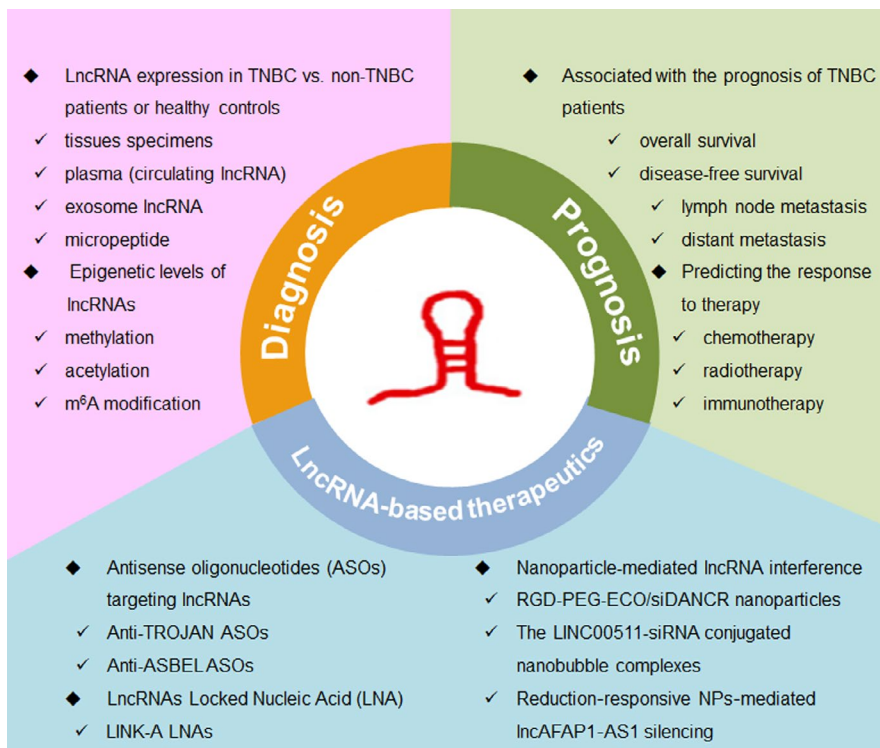 ◆ LncRNA expression in TNBC vs. non-TNBC
patients or healthy controls
✓ tissues specimens
✓ plasma (circulating lncRNA)
✓ exosome lncRNA
✓ micropeptide
◆ Epigenetic levels of
lncRNAs
✓ methylation
✓ acetylation
✓ m⁶A modification
◆ Associated with the prognosis of TNBC
patients
✓ overall survival
✓ disease-free survival
✓ lymph node metastasis
✓ distant metastasis
◆ Predicting the response
to therapy
✓ chemotherapy
✓ radiotherapy
✓ immunotherapy
Diagnosis
Prognosis
LncRNA-based therapeutics
◆ Antisense oligonucleotides (ASOs)
targeting lncRNAs
✓ Anti-TROJAN ASOs
✓ Anti-ASBEL ASOs
◆ LncRNAs Locked Nucleic Acid (LNA)
✓ LINK-A LNAs
◆ Nanoparticle-mediated lncRNA interference
✓ RGD-PEG-ECO/siDANCR nanoparticles
✓ The LINC00511-siRNA conjugated
nanobubble complexes
✓ Reduction-responsive NPs-mediated
lncAFAP1-AS1 silencing